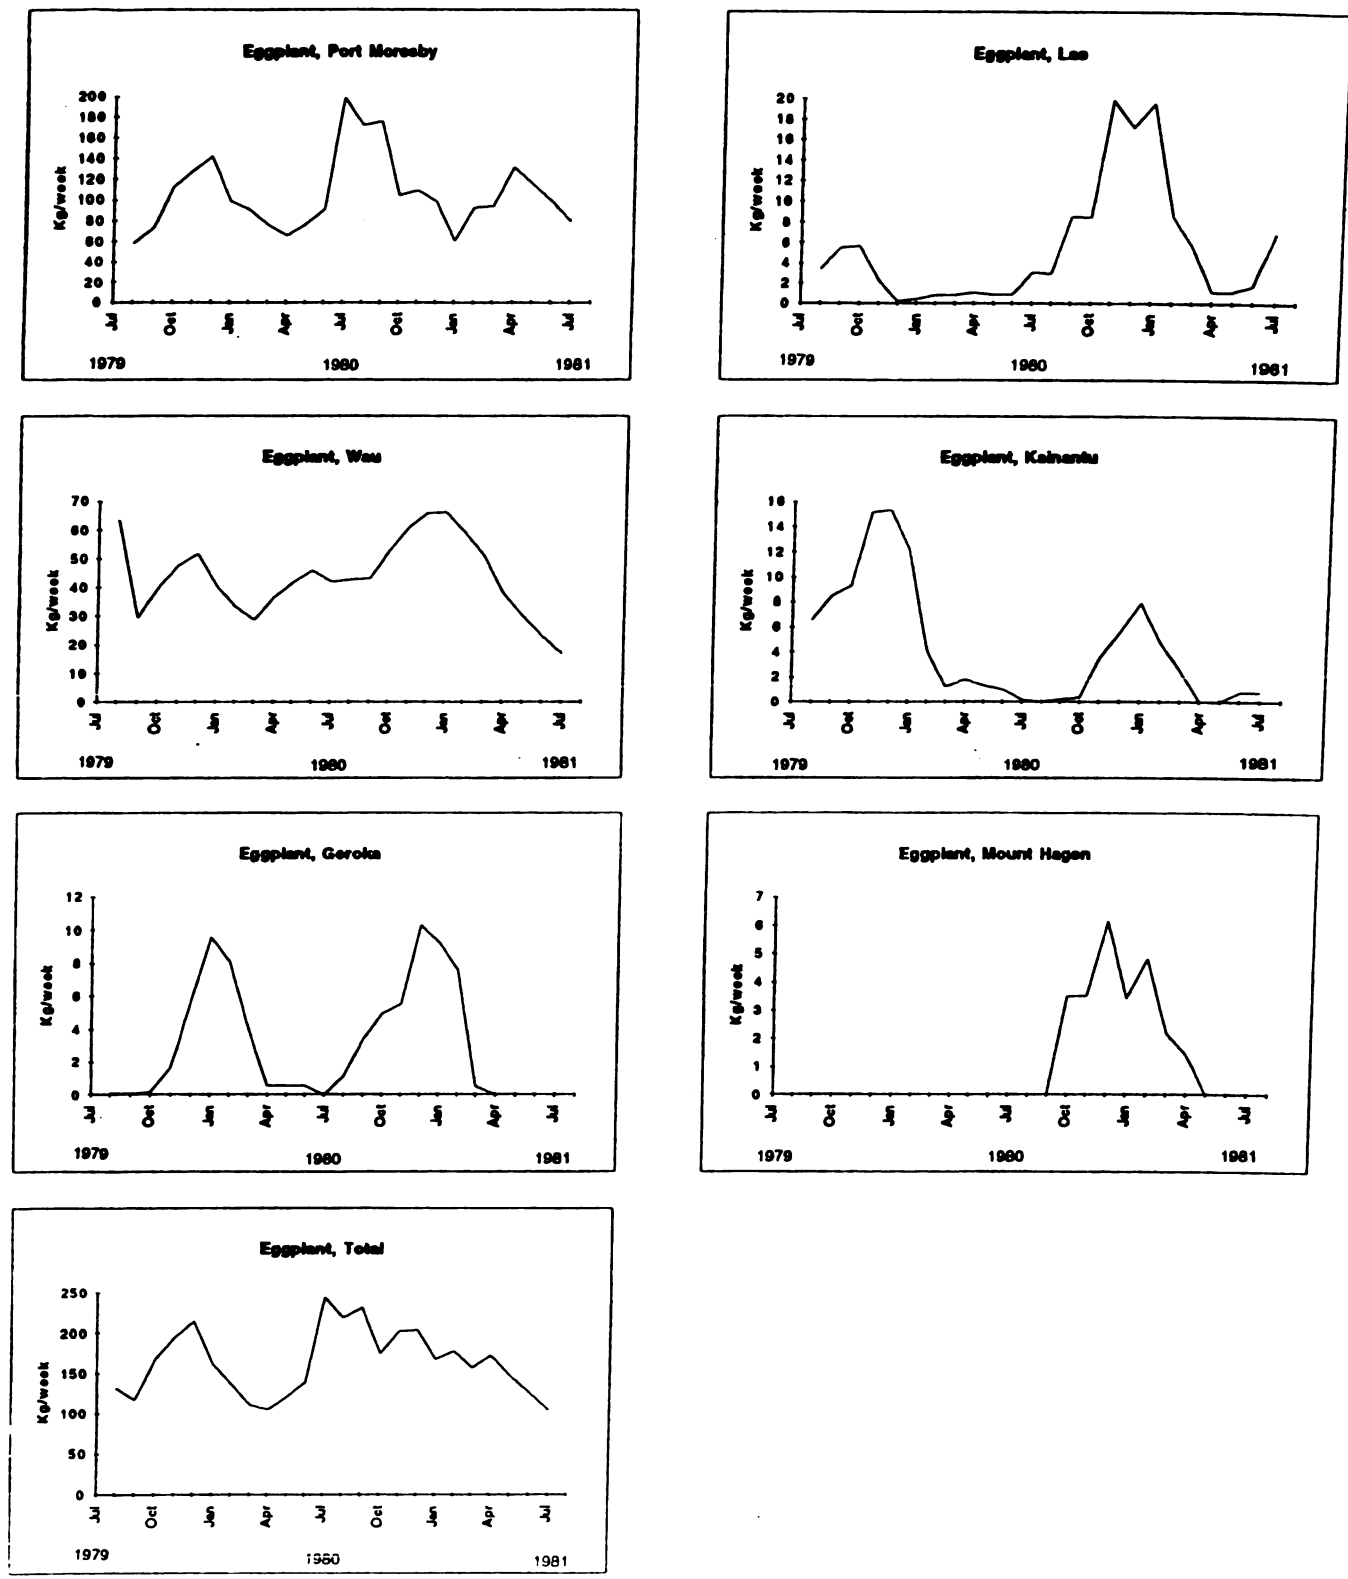 Eggplant, Port Moresby
Kg/week
200
180
160
140
120
100
80
60
40
20
0
Jul
Oct
Jan
Apr
Jul
Oct
Jan
Apr
Jul
1979
1980
1981
Eggplant, Lae
Kg/week
20
18
16
14
12
10
8
6
4
2
0
Jul
Oct
Jan
Apr
Jul
Oct
Jan
Apr
Jul
1979
1980
1981
Eggplant, Wau
Kg/week
70
60
50
40
30
20
10
0
Jul
Oct
Jan
Apr
Jul
Oct
Jan
Apr
Jul
1979
1980
1981
Eggplant, Kainantu
Kg/week
16
14
12
10
8
6
4
2
0
Jul
Oct
Jan
Apr
Jul
Oct
Jan
Apr
Jul
1979
1980
1981
Eggplant, Goroka
Kg/week
12
10
8
6
4
2
0
Jul
Oct
Jan
Apr
Jul
Oct
Jan
Apr
Jul
1979
1980
1981
Eggplant, Mount Hagen
Kg/week
7
6
5
4
3
2
1
0
Jul
Oct
Jan
Apr
Jul
Oct
Jan
Apr
Jul
1979
1980
1981
Eggplant, Total
Kg/week
250
200
150
100
50
0
Jul
Oct
Jan
Apr
Jul
Oct
Jan
Apr
Jul
1979
1980
1981